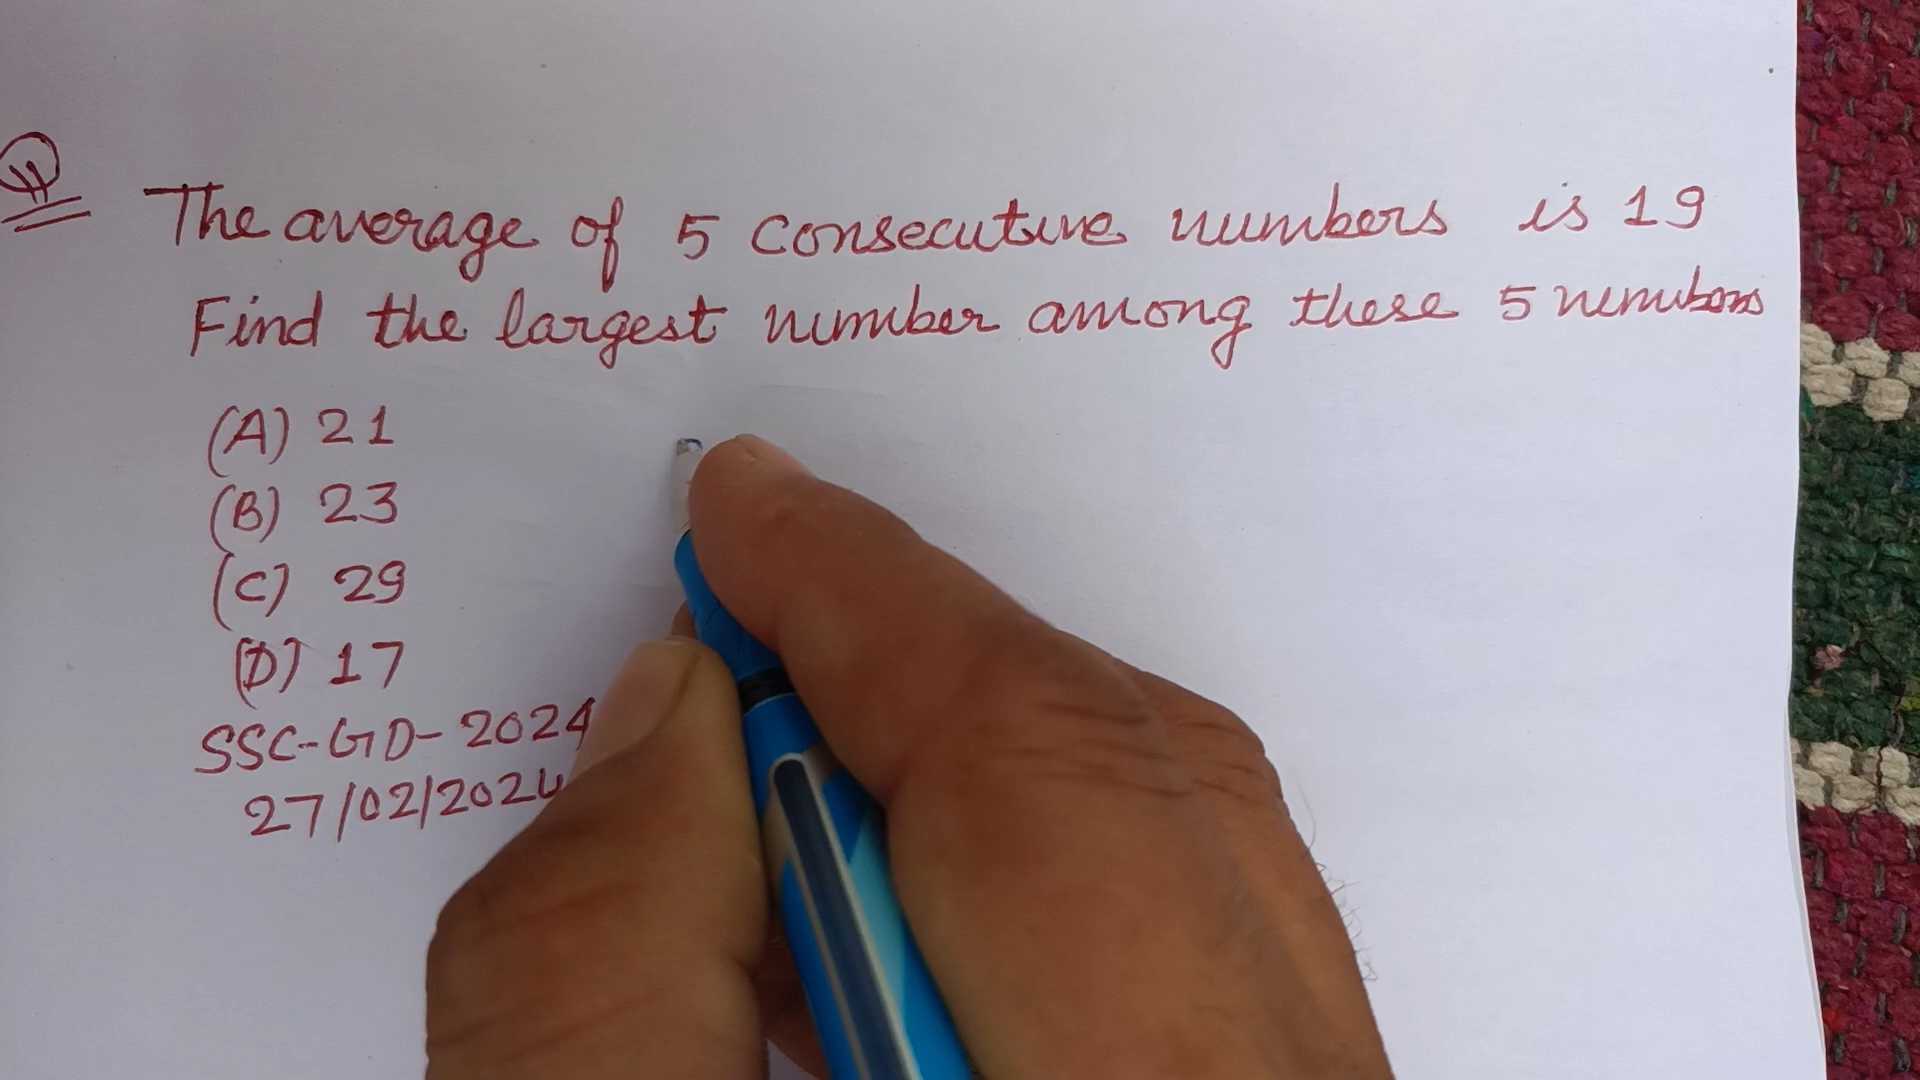 Q The average of 5 consecutive numbers is 19
Find the largest number among these 5 numbers
(A) 21
(B) 23
(C) 29
(D) 17
SSC-GD-2024
27/02/2024